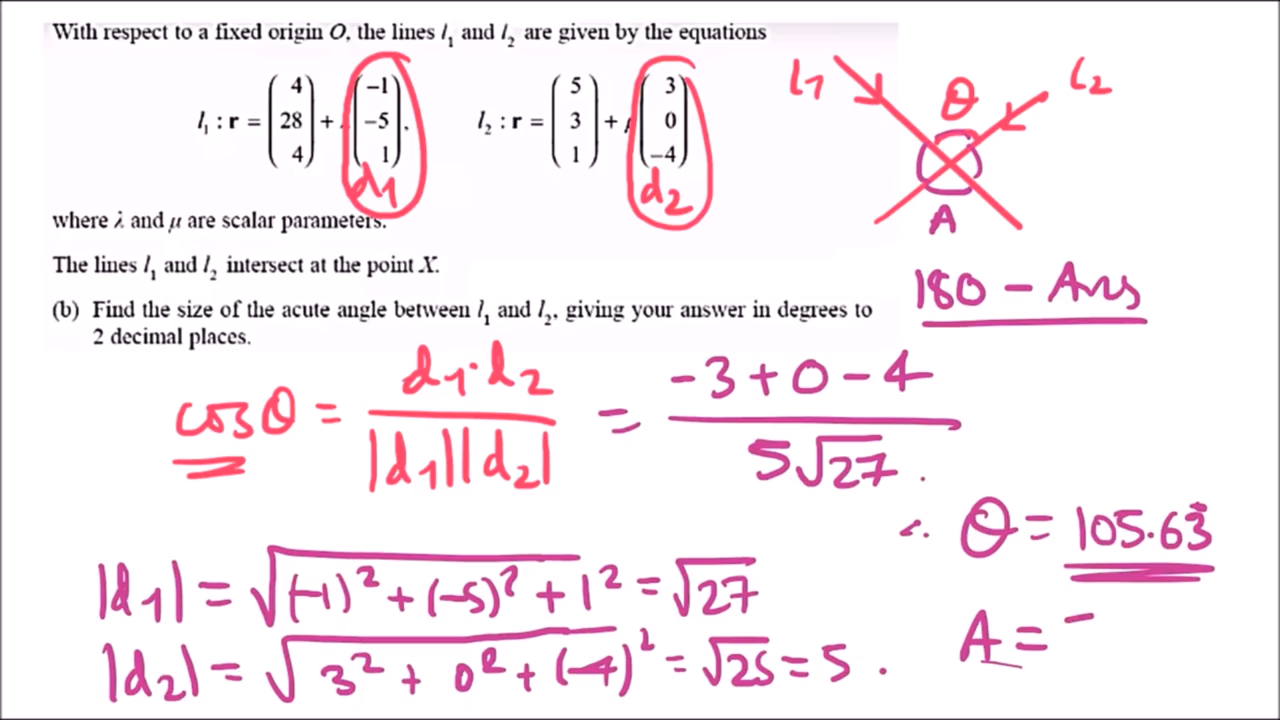 With respect to a fixed origin O, the lines l₁ and l₂ are given by the equations
l₁ : r = (4 28 4) + (–1 –5 1), l₂ : r = (5 3 1) + (3 0 –4)
d₁ d₂
l₁ θ l₂
A
where λ and μ are scalar parameters.
The lines l₁ and l₂ intersect at the point X.
180 – Ans
(b) Find the size of the acute angle between l₁ and l₂, giving your answer in degrees to
2 decimal places.
cosθ = d₁·d₂ / |d₁||d₂| = -3+0-4 / 5√27.
∴ θ = 105.63
|d₁| = √(-1)² + (-5)² + 1² = √27
A = -
|d₂| = √3² + 0² + (-4)² = √25 = 5.